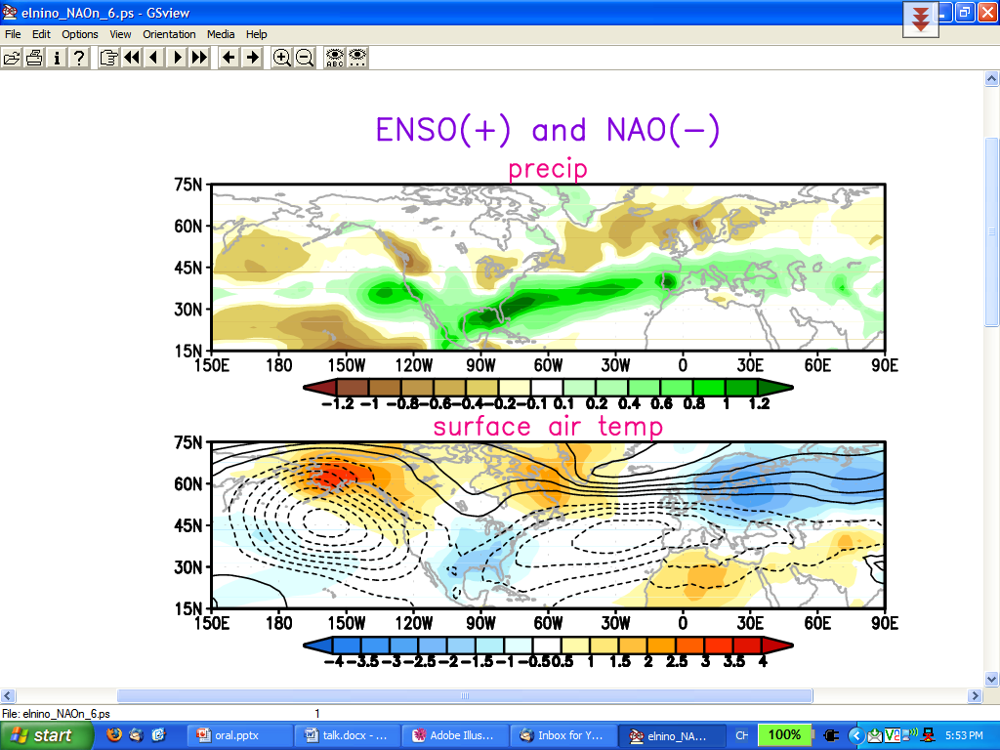 elnino_NAOn_6.ps - GSview
File Edit Options View Orientation Media Help
ENSO(+) and NAO(−)
precip
75N
60N
45N
30N
15N
150E 180 150W 120W 90W 60W 30W 0 30E 60E 90E
−1.2 −1 −0.8 −0.6 −0.4 −0.2 −0.1 0.1 0.2 0.4 0.6 0.8 1 1.2
surface air temp
75N
60N
45N
30N
15N
150E 180 150W 120W 90W 60W 30W 0 30E 60E 90E
−4 −3.5 −3 −2.5 −2 −1.5 −1 −0.5 0.5 1 1.5 2 2.5 3 3.5 4
File: elnino_NAOn_6.ps 1
start oral.pptx talk.docx - ... Adobe Illus... Inbox for Y... elnino_NA... CH 100% 5:53 PM